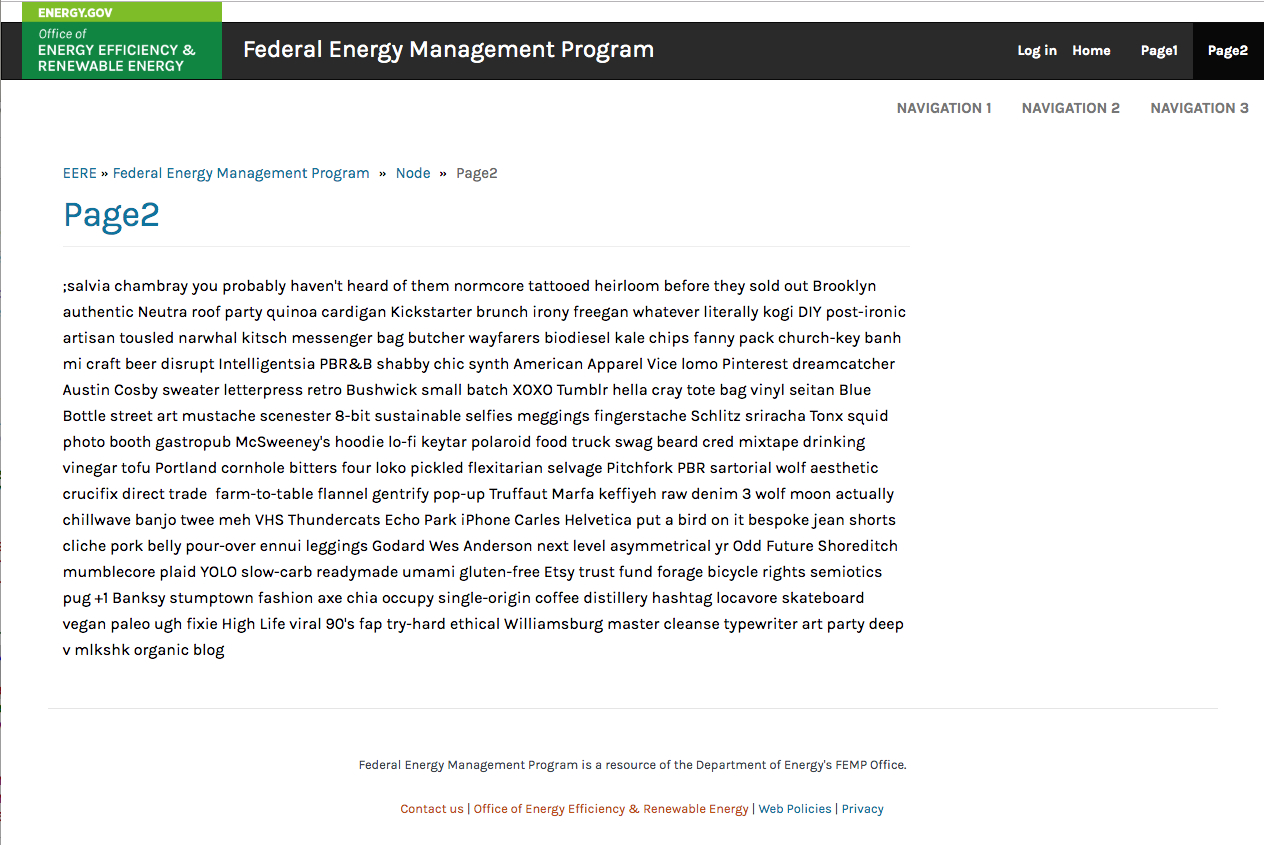 ENERGY.GOV
Office of
ENERGY EFFICIENCY &
RENEWABLE ENERGY
Federal Energy Management Program
Log in Home Page1 Page2
NAVIGATION 1 NAVIGATION 2 NAVIGATION 3
EERE » Federal Energy Management Program » Node » Page2
Page2
;salvia chambray you probably haven't heard of them normcore tattooed heirloom before they sold out Brooklyn
authentic Neutra roof party quinoa cardigan Kickstarter brunch irony freegan whatever literally kogi DIY post-ironic
artisan tousled narwhal kitsch messenger bag butcher wayfarers biodiesel kale chips fanny pack church-key banh
mi craft beer disrupt Intelligentsia PBR&B shabby chic synth American Apparel Vice lomo Pinterest dreamcatcher
Austin Cosby sweater letterpress retro Bushwick small batch XOXO Tumblr hella cray tote bag vinyl seitan Blue
Bottle street art mustache scenester 8-bit sustainable selfies meggings fingerstache Schlitz sriracha Tonx squid
photo booth gastropub McSweeney's hoodie lo-fi keytar polaroid food truck swag beard cred mixtape drinking
vinegar tofu Portland cornhole bitters four loko pickled flexitarian selvage Pitchfork PBR sartorial wolf aesthetic
crucifix direct trade  farm-to-table flannel gentrify pop-up Truffaut Marfa keffiyeh raw denim 3 wolf moon actually
chillwave banjo twee meh VHS Thundercats Echo Park iPhone Carles Helvetica put a bird on it bespoke jean shorts
cliche pork belly pour-over ennui leggings Godard Wes Anderson next level asymmetrical yr Odd Future Shoreditch
mumblecore plaid YOLO slow-carb readymade umami gluten-free Etsy trust fund forage bicycle rights semiotics
pug +1 Banksy stumptown fashion axe chia occupy single-origin coffee distillery hashtag locavore skateboard
vegan paleo ugh fixie High Life viral 90's fap try-hard ethical Williamsburg master cleanse typewriter art party deep
v mlkshk organic blog
Federal Energy Management Program is a resource of the Department of Energy's FEMP Office.
Contact us | Office of Energy Efficiency & Renewable Energy | Web Policies | Privacy